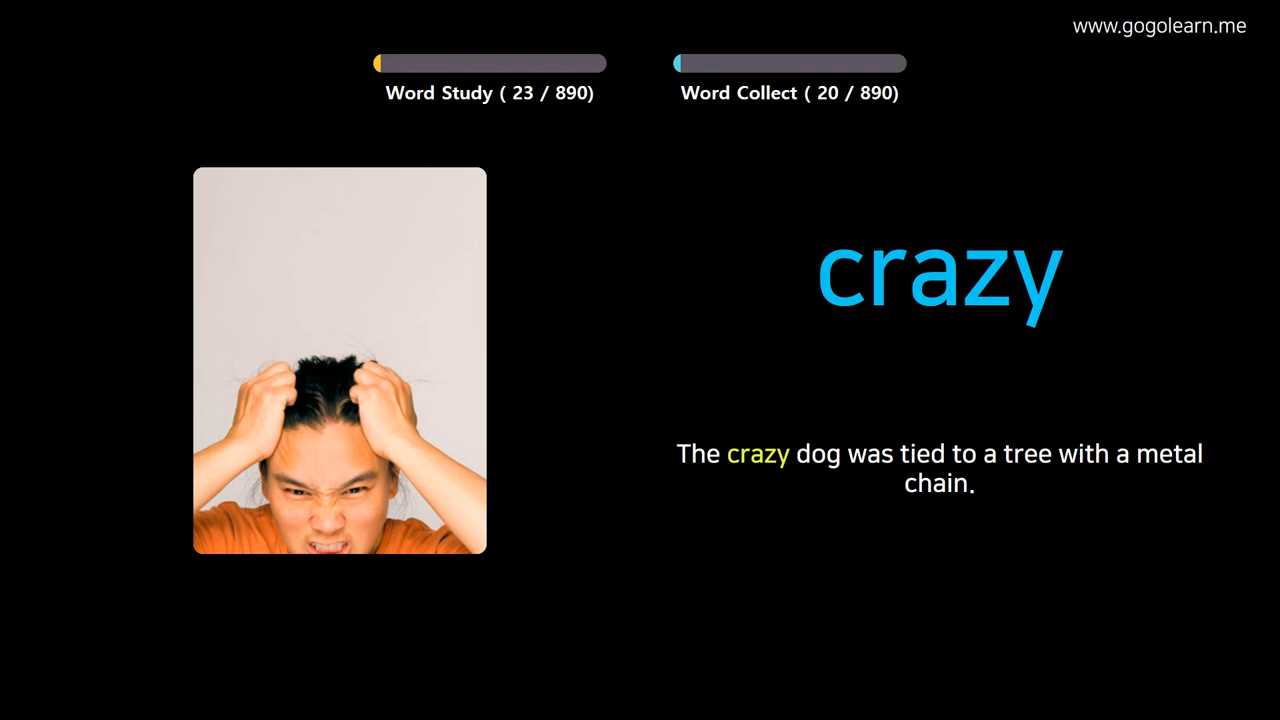 www.gogolearn.me
Word Study ( 23 / 890)
Word Collect ( 20 / 890)
crazy
The crazy dog was tied to a tree with a metal
chain.